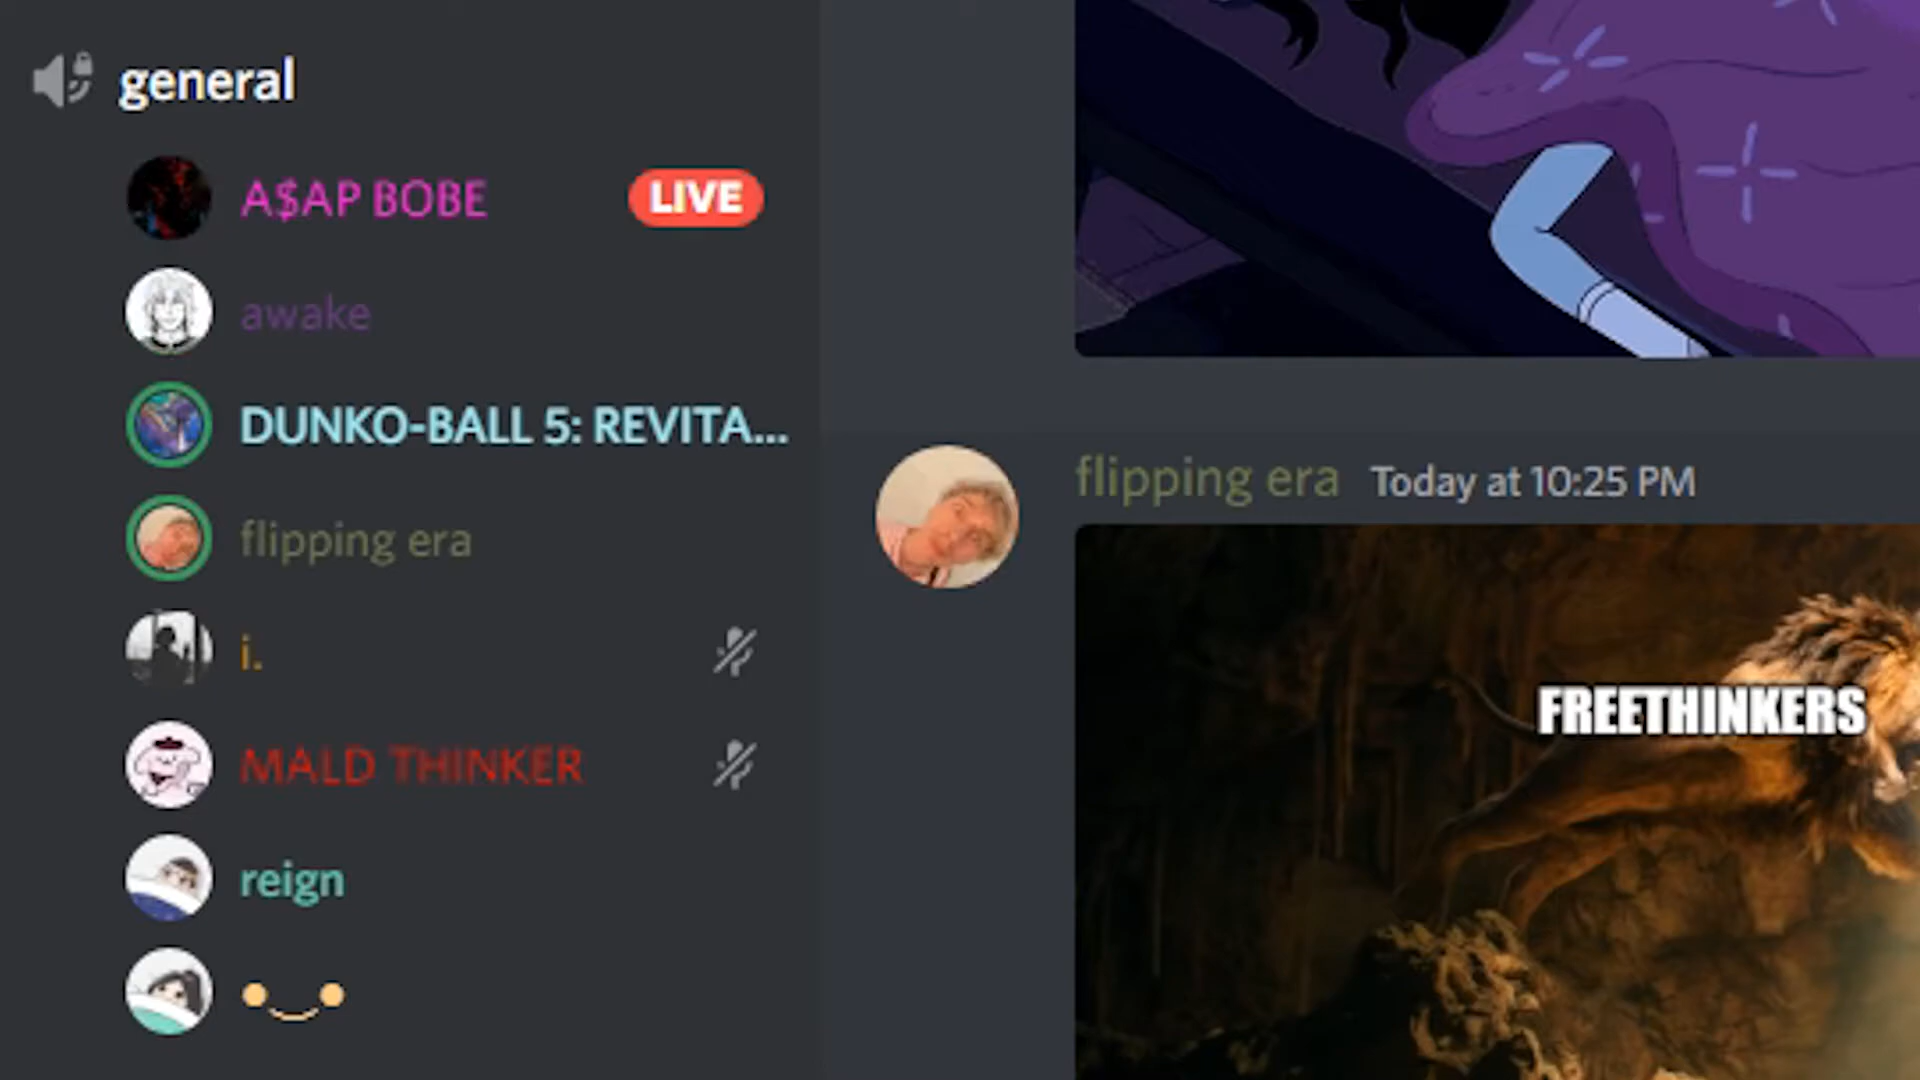 general
A$AP BOBE
LIVE
awake
DUNKO-BALL 5: REVITA...
flipping era
i.
MALD THINKER
reign
flipping era Today at 10:25 PM
FREETHINKERS